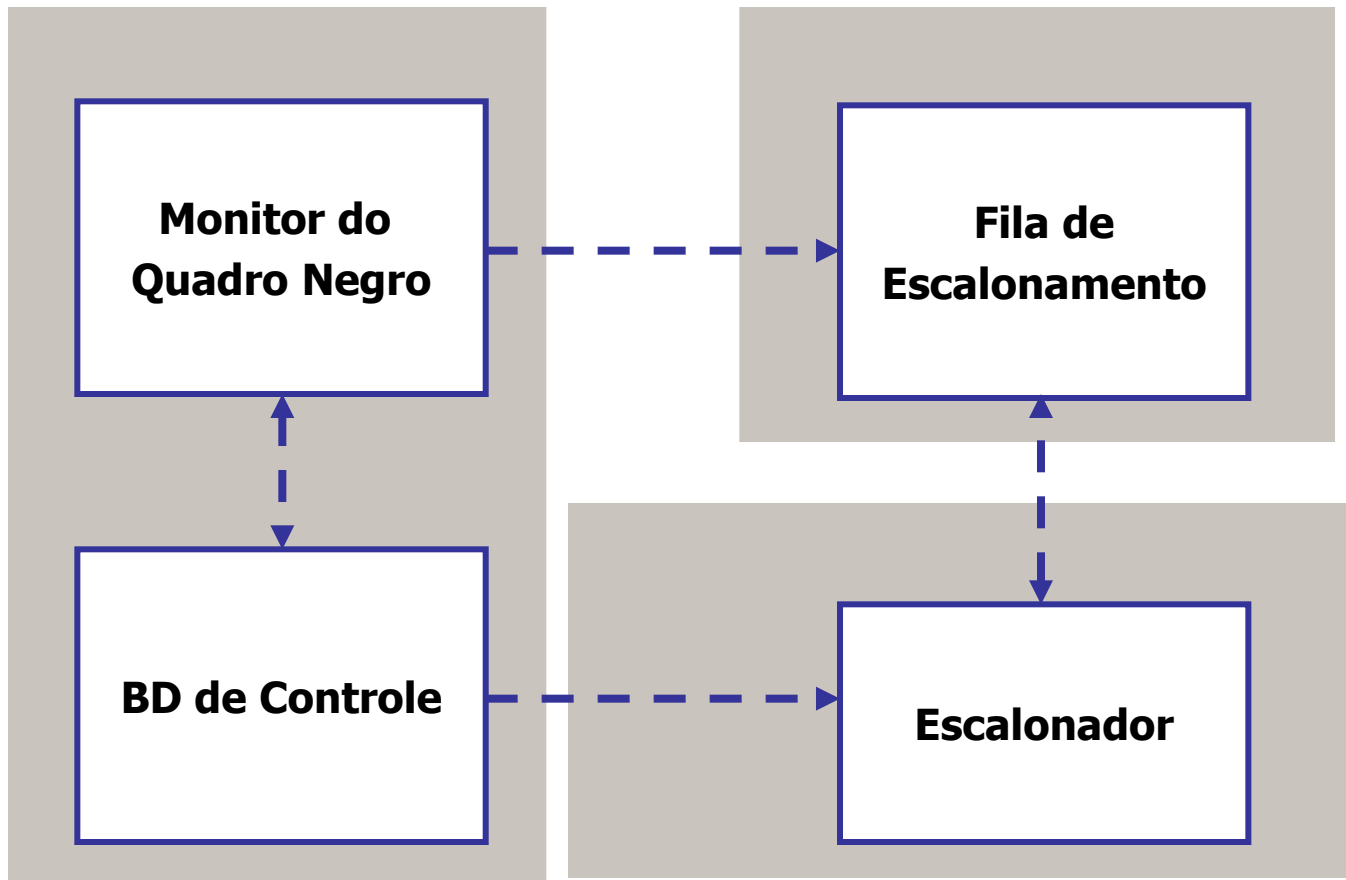 Monitor do
Quadro Negro
Fila de
Escalonamento
BD de Controle
Escalonador